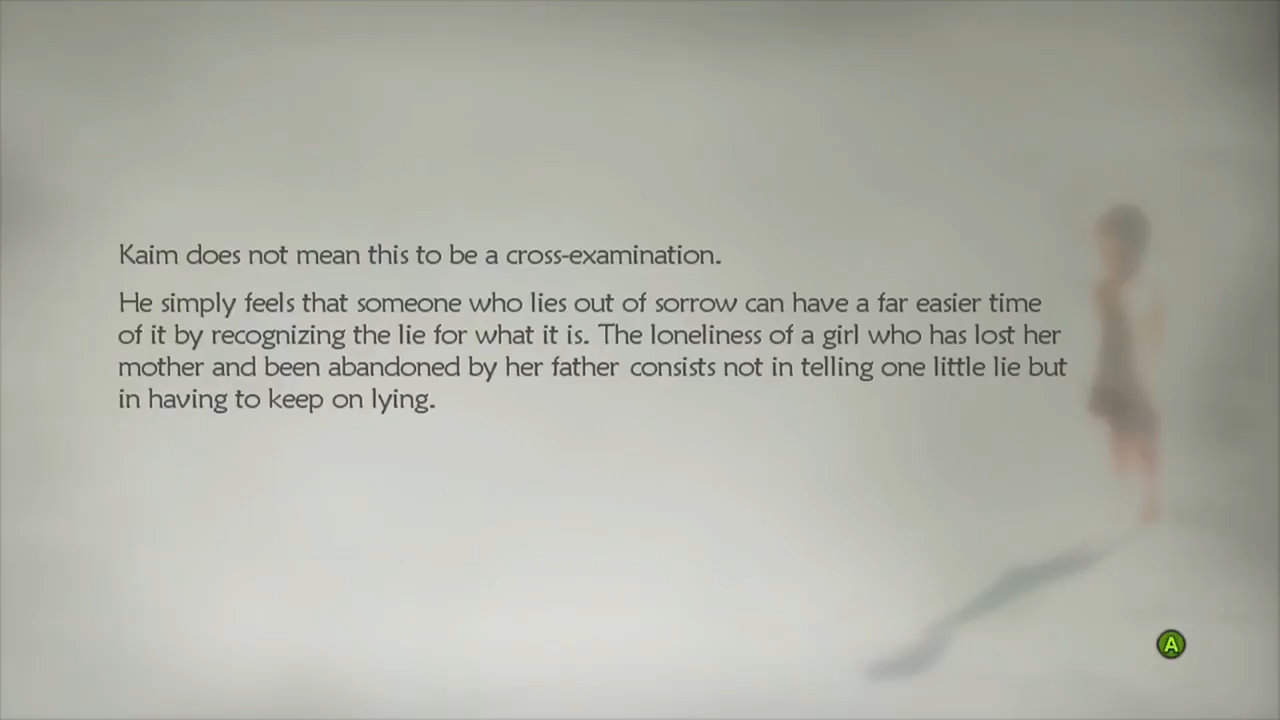 Kaim does not mean this to be a cross-examination.
He simply feels that someone who lies out of sorrow can have a far easier time
of it by recognizing the lie for what it is. The loneliness of a girl who has lost her
mother and been abandoned by her father consists not in telling one little lie but
in having to keep on lying.
A